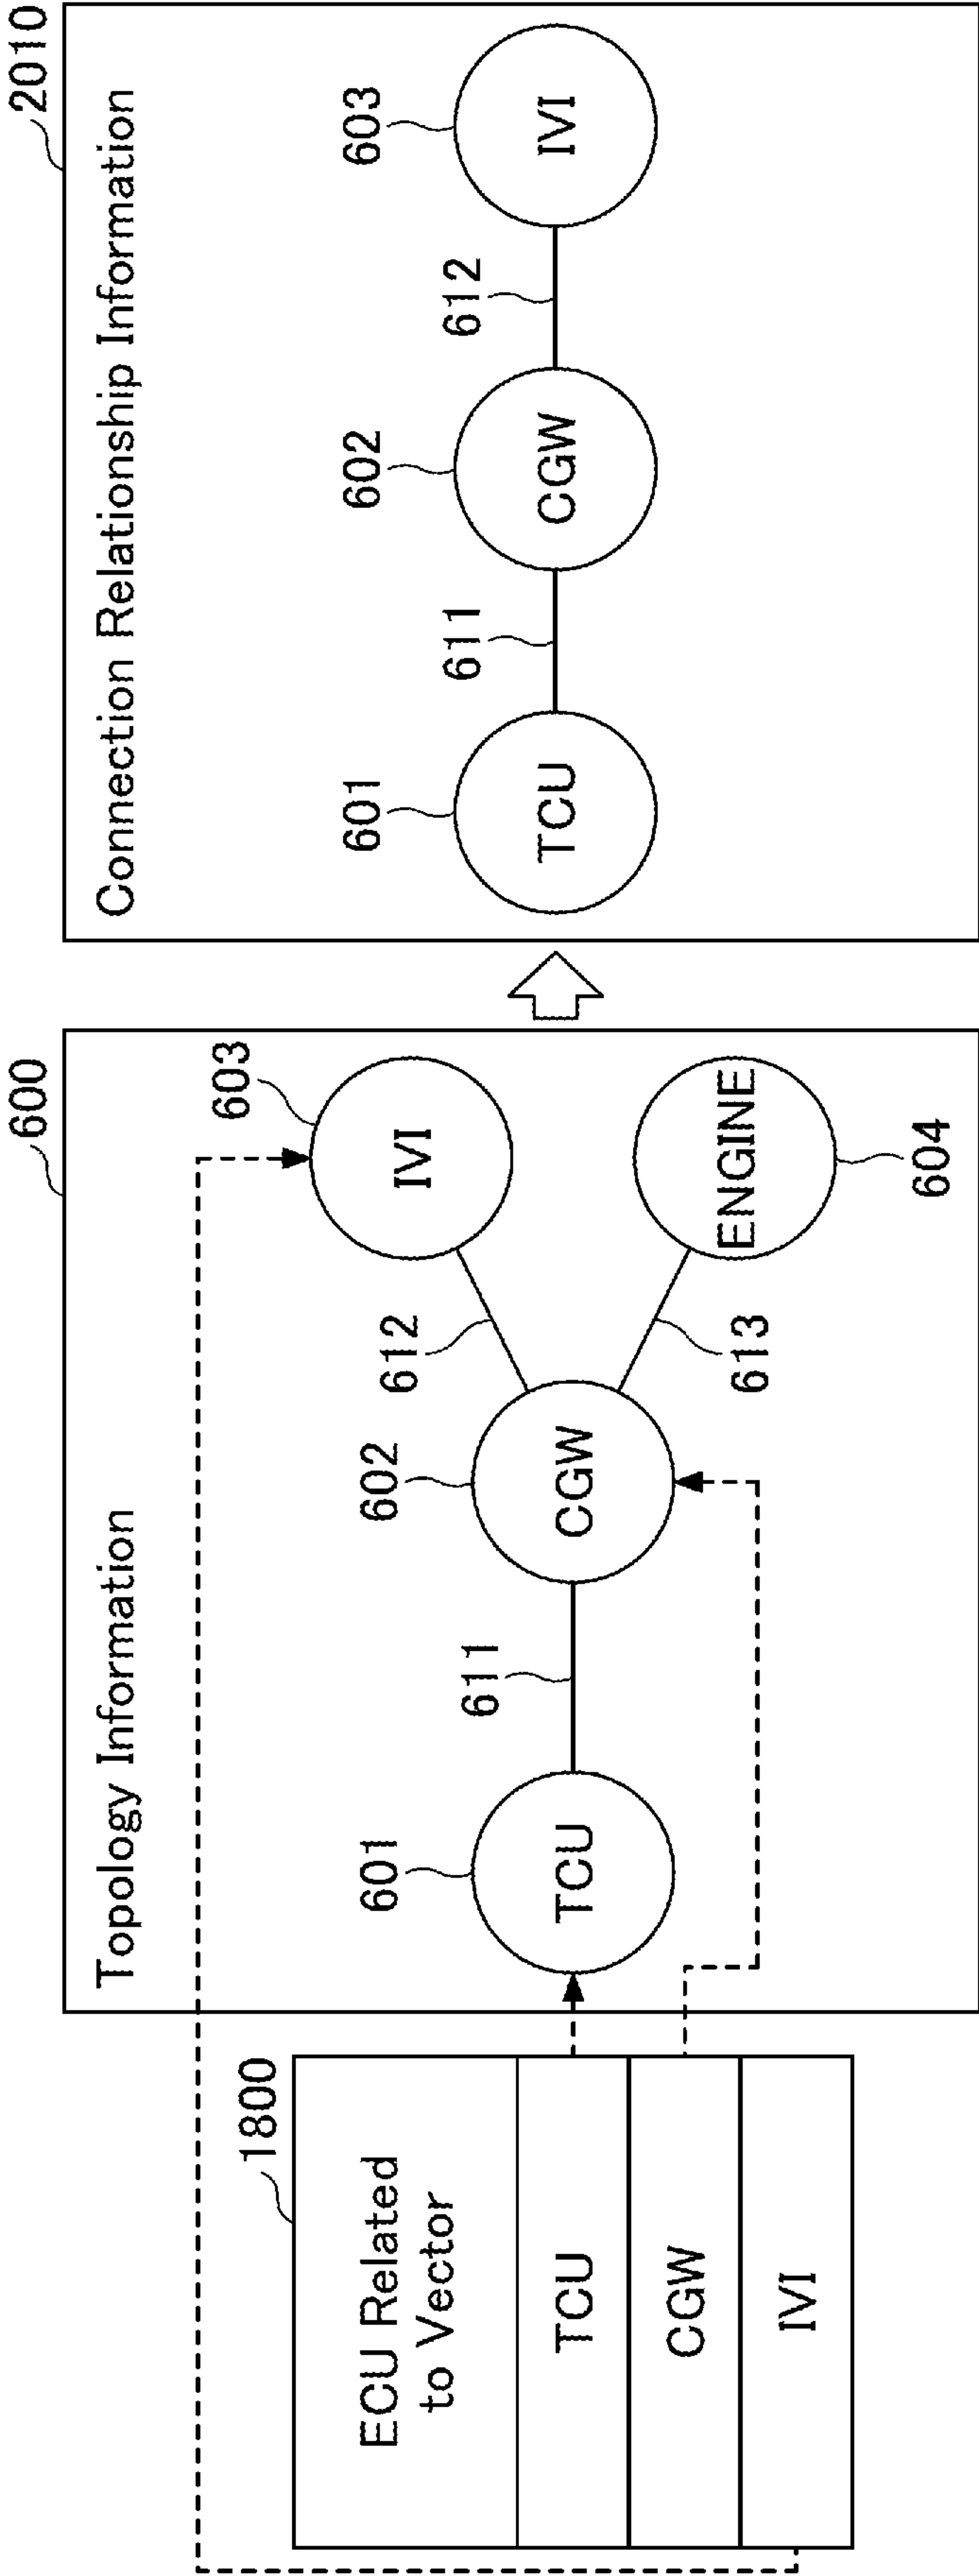 1800
ECU Related
to Vector
TCU
CGW
IVI
600
Topology Information
601
TCU
611
602
CGW
612
603
IVI
613
ENGINE
604
2010
Connection Relationship Information
601
TCU
611
602
CGW
612
603
IVI